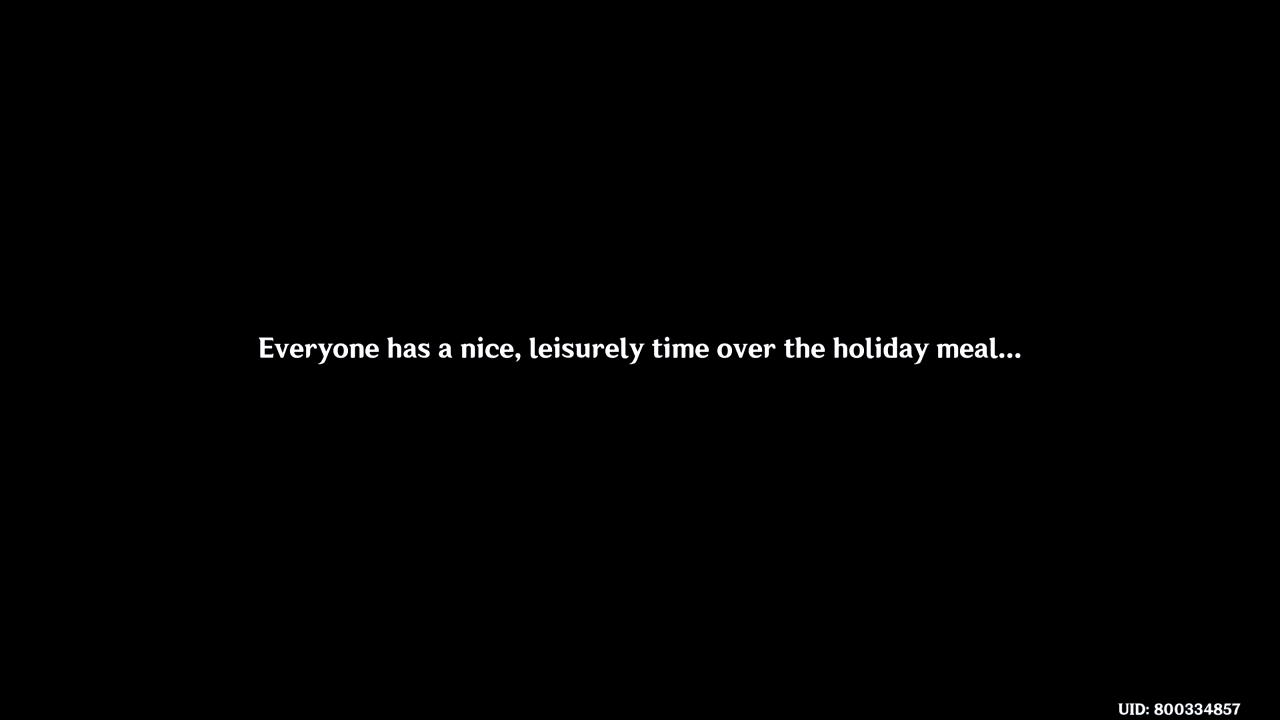 Everyone has a nice, leisurely time over the holiday meal...
UID: 800334857